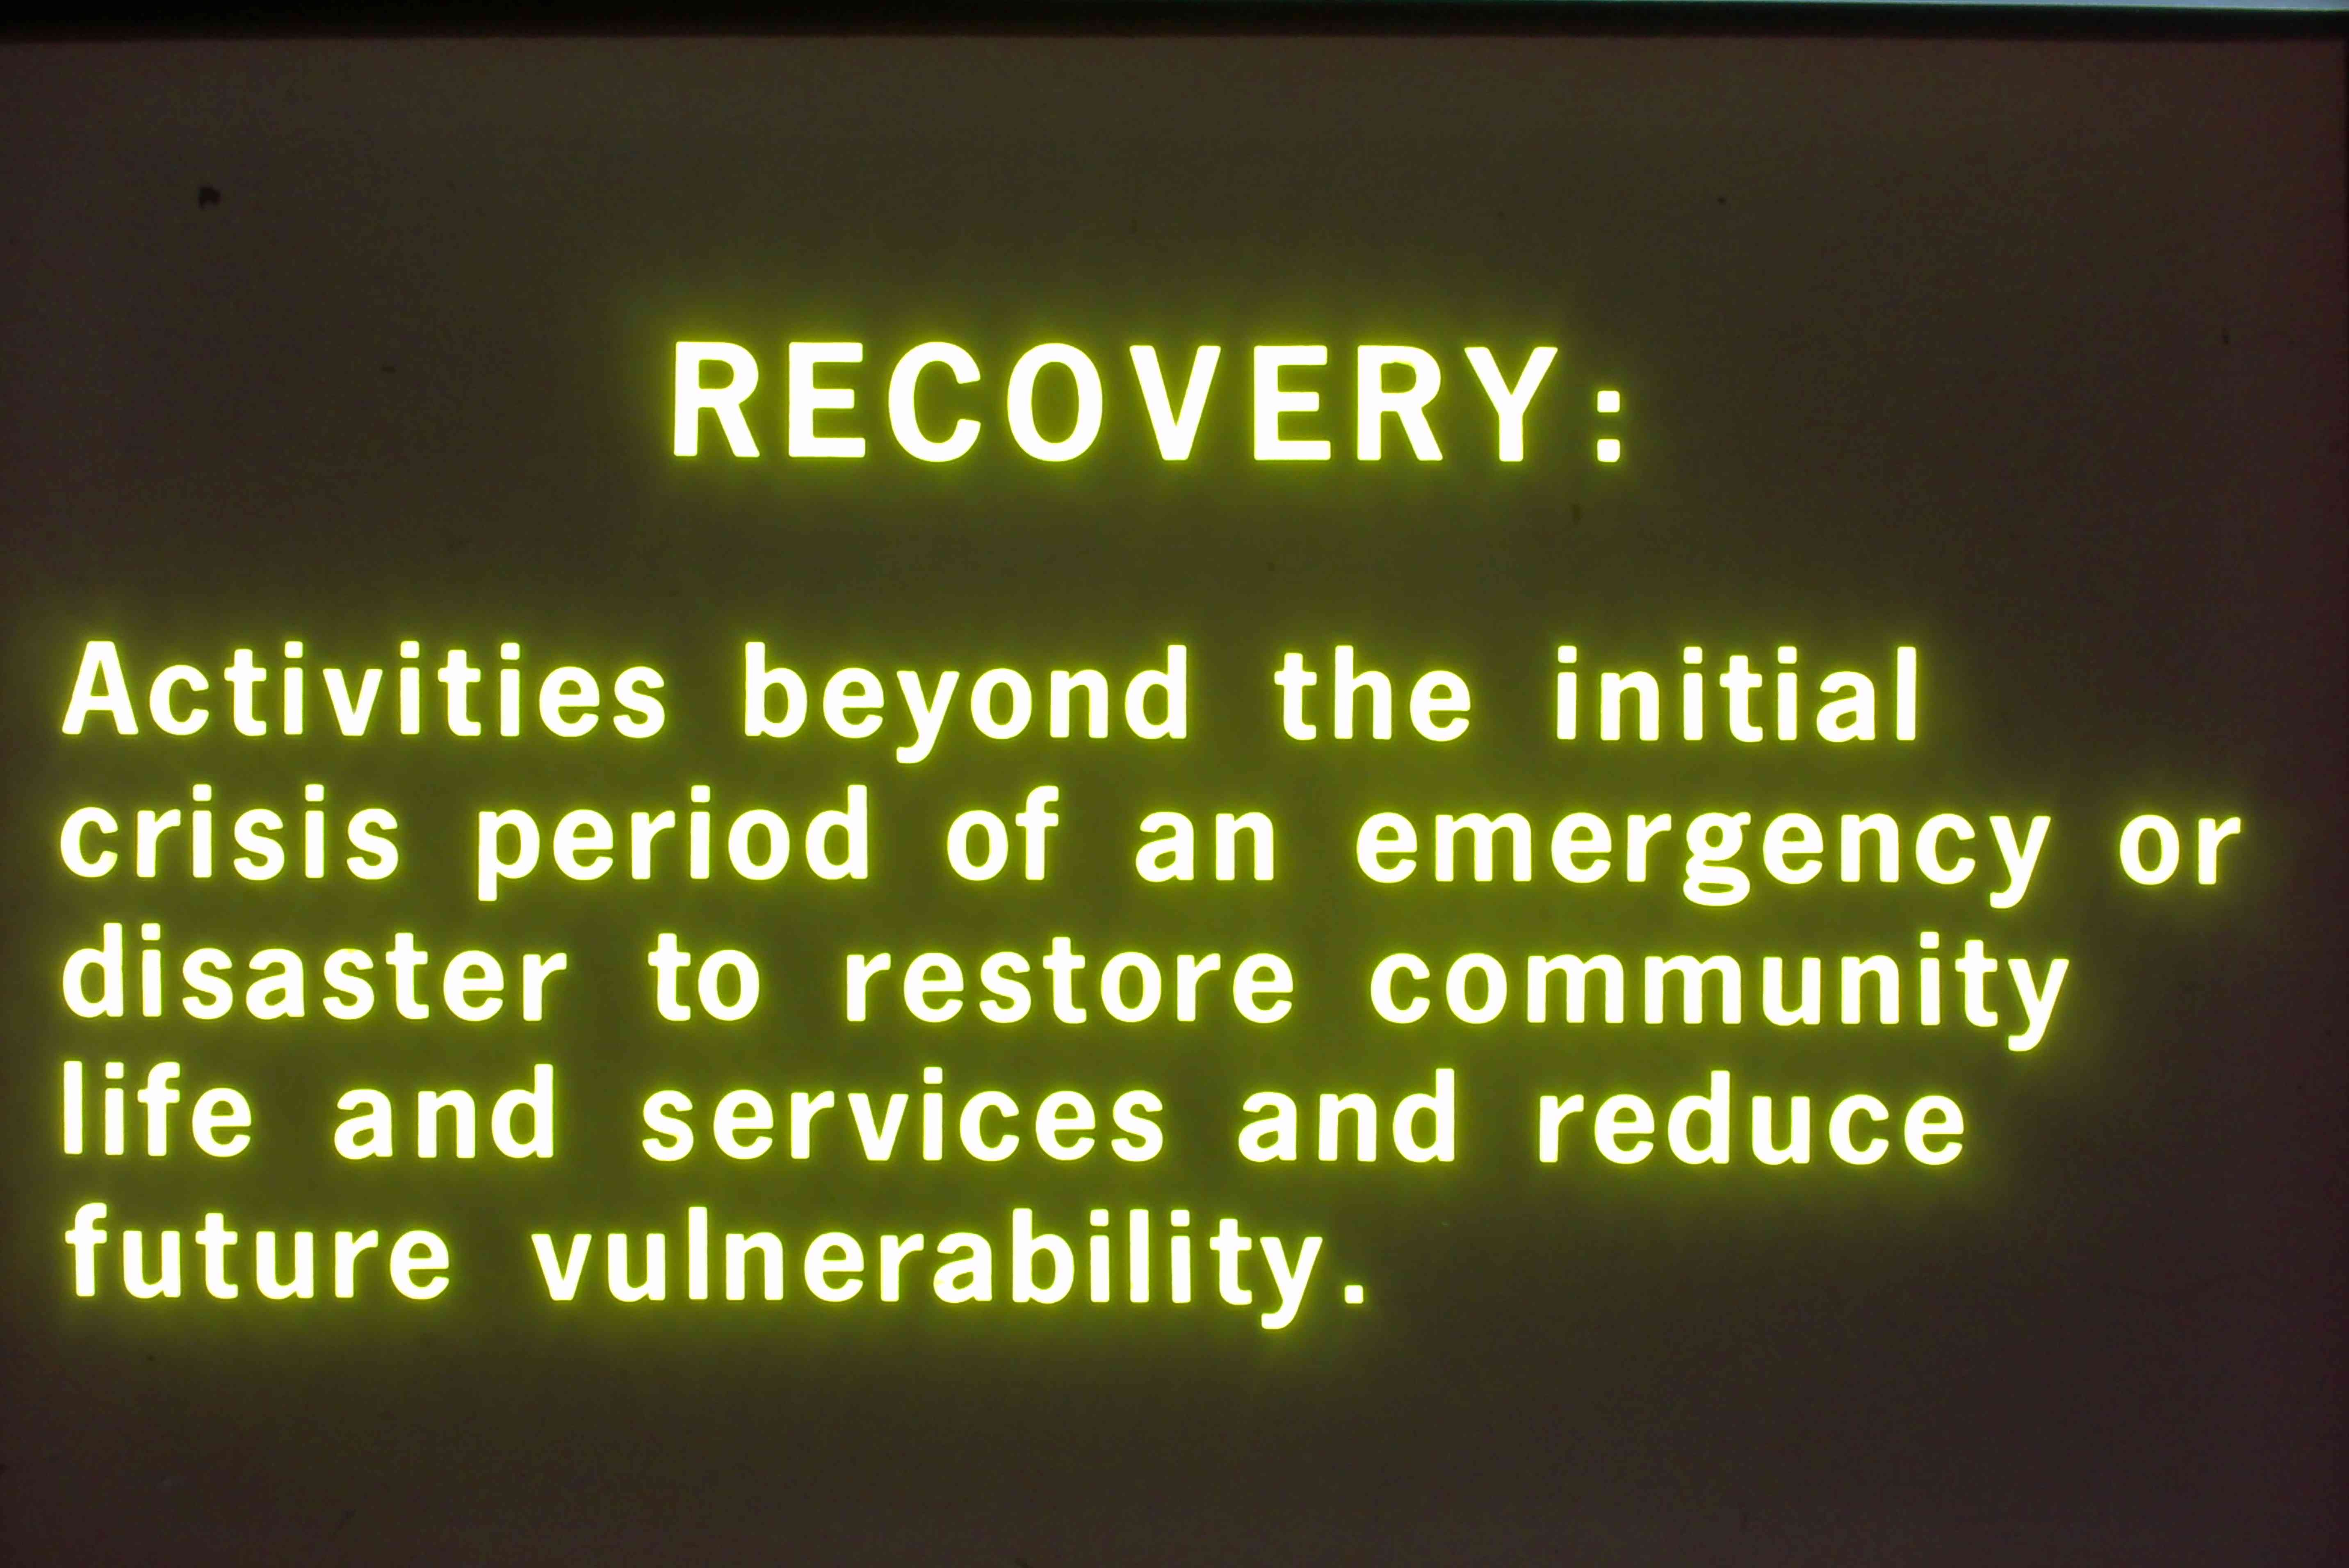 RECOVERY:
Activities beyond the initial
crisis period of an emergency or
disaster to restore community
life and services and reduce
future vulnerability.